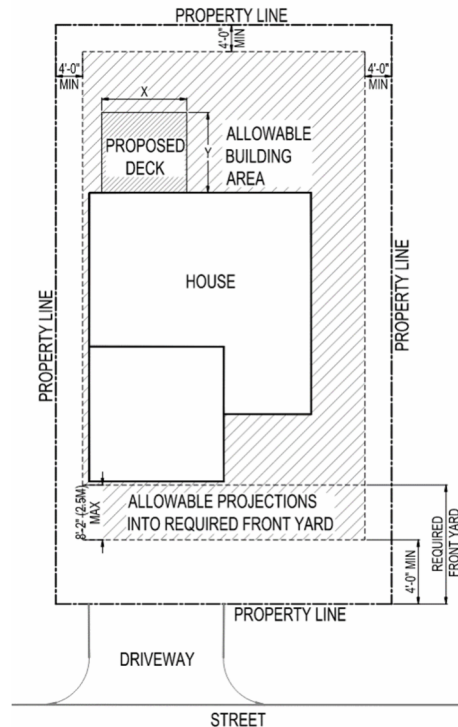 PROPERTY LINE
4'-0"
MIN
4'-0"
MIN
4'-0"
MIN
X
Y
PROPOSED
DECK
ALLOWABLE
BUILDING
AREA
HOUSE
PROPERTY LINE
PROPERTY LINE
8'-2" (2.5M)
MAX
ALLOWABLE PROJECTIONS
INTO REQUIRED FRONT YARD
4'-0" MIN
REQUIRED
FRONT YARD
PROPERTY LINE
DRIVEWAY
STREET